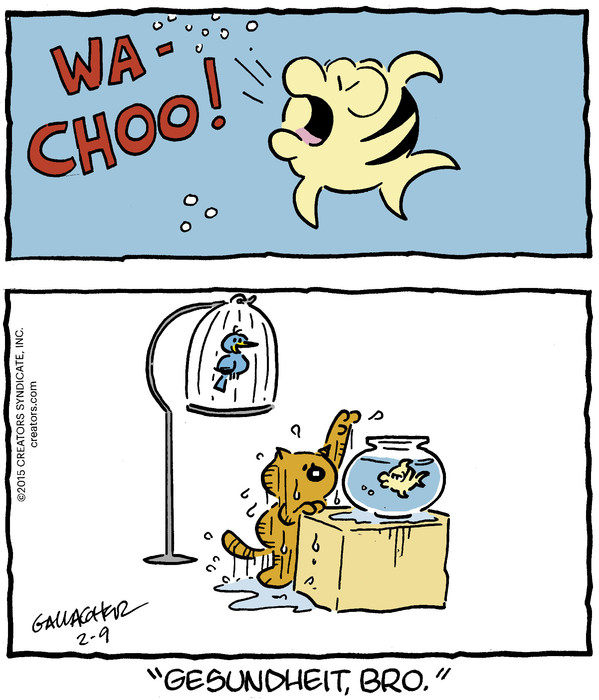 WA-
CHOO!
©2015 CREATORS SYNDICATE, INC.
creators.com
GALLAGHER
2-9
"GESUNDHEIT, BRO."